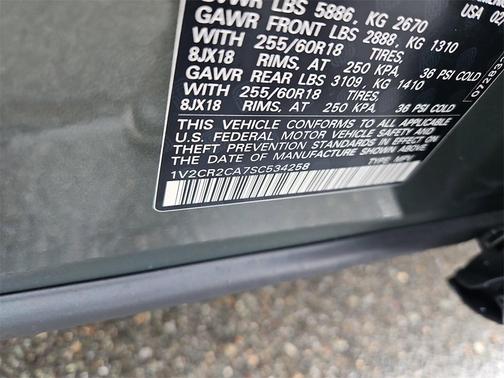 GVWR LBS 5886, KG 2670
GAWR FRONT LBS 2888, KG 1310
WITH 255/60R18 TIRES,
8JX18 RIMS, AT 250 KPA, 36 PSI COLD
GAWR REAR LBS 3109, KG 1410
WITH 255/60R18 TIRES,
8JX18 RIMS, AT 250 KPA, 36 PSI COLD
THIS VEHICLE CONFORMS TO ALL APPLICABLE
U.S. FEDERAL MOTOR VEHICLE SAFETY AND
THEFT PREVENTION STANDARDS IN EFFECT ON
THE DATE OF MANUFACTURE SHOWN ABOVE.
1V2CR2CA7SC534258 TYPE: MPV
USA